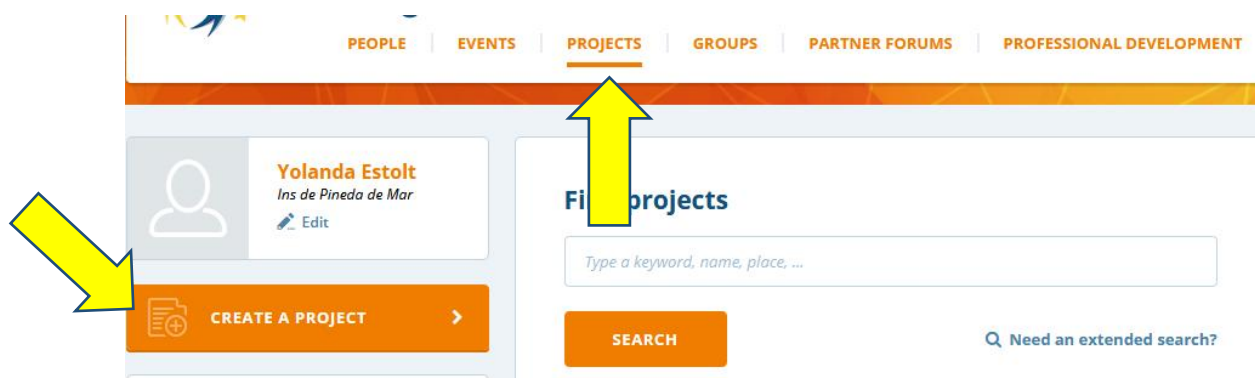 PEOPLE EVENTS PROJECTS GROUPS PARTNER FORUMS PROFESSIONAL DEVELOPMENT
Yolanda Estolt
Ins de Pineda de Mar
Edit
CREATE A PROJECT
projects
Type a keyword, name, place, ...
SEARCH
Need an extended search?